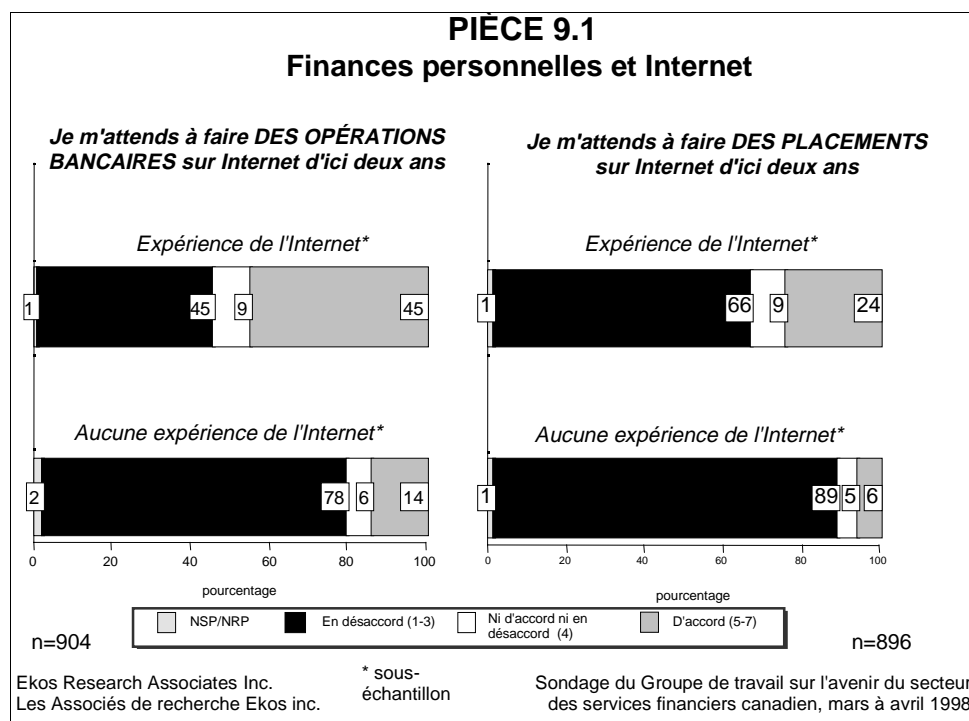 PIÈCE 9.1
Finances personnelles et Internet
Je m'attends à faire DES OPÉRATIONS
BANCAIRES sur Internet d'ici deux ans
Expérience de l'Internet*
1 45 9 45
Aucune expérience de l'Internet*
2 78 6 14
0 20 40 60 80 100
pourcentage
Je m'attends à faire DES PLACEMENTS
sur Internet d'ici deux ans
Expérience de l'Internet*
1 66 9 24
Aucune expérience de l'Internet*
1 89 5 6
0 20 40 60 80 100
pourcentage
NSP/NRP
En désaccord (1-3)
Ni d'accord ni en
désaccord (4)
D'accord (5-7)
n=904
n=896
* sous-
échantillon
Ekos Research Associates Inc.
Les Associés de recherche Ekos inc.
Sondage du Groupe de travail sur l'avenir du secteur
des services financiers canadien, mars à avril 1998